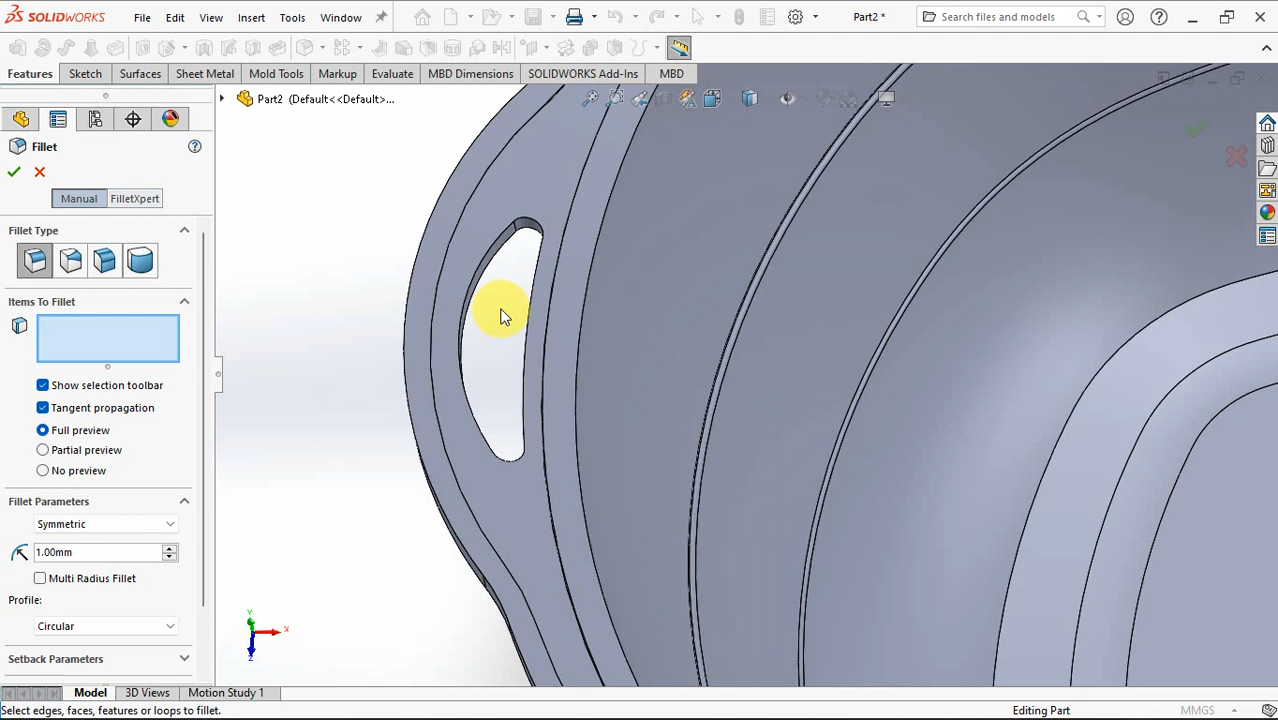 SOLIDWORKS File Edit View Insert Tools Window Part2 * Search files and models
Features Sketch Surfaces Sheet Metal Mold Tools Markup Evaluate MBD Dimensions SOLIDWORKS Add-Ins MBD
Part2 (Default<<Default>...
Fillet
Manual FilletXpert
Fillet Type
Items To Fillet
Show selection toolbar
Tangent propagation
Full preview
Partial preview
No preview
Fillet Parameters
Symmetric
1.00mm
Multi Radius Fillet
Profile:
Circular
Setback Parameters
Y
X
Z
Model 3D Views Motion Study 1
Select edges, faces, features or loops to fillet. Editing Part MMGS